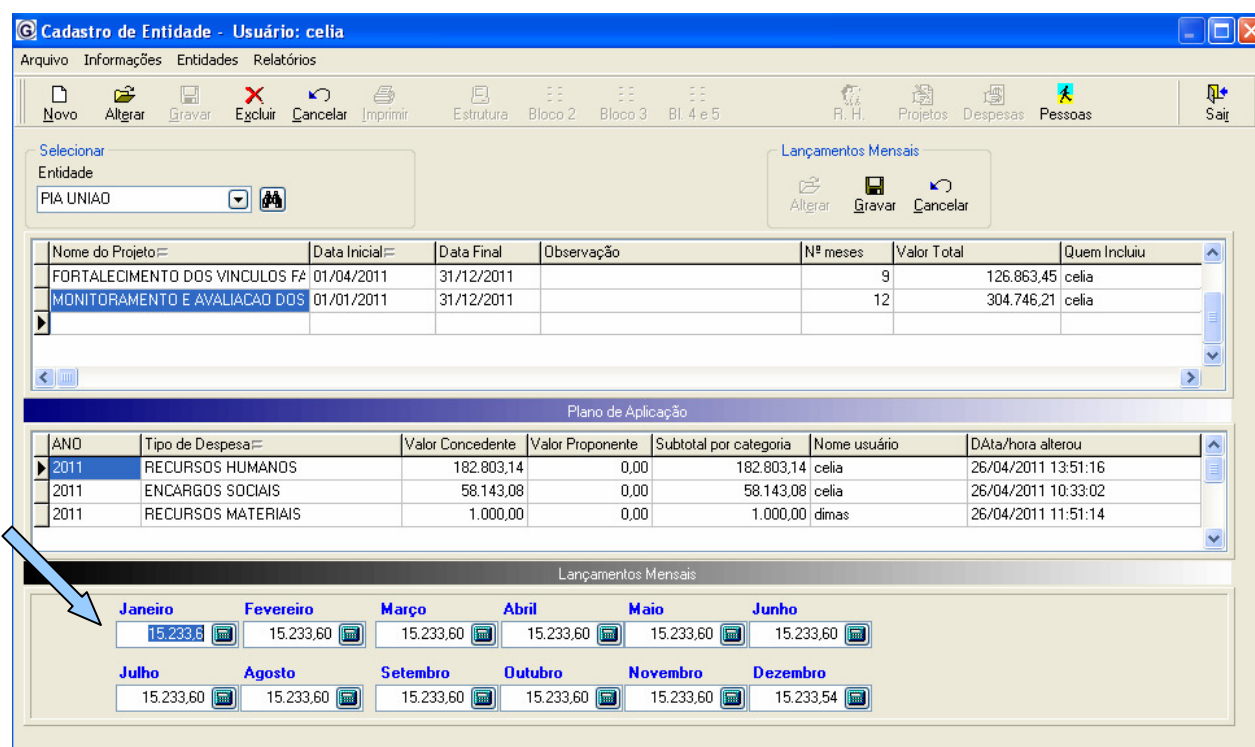 Cadastro de Entidade - Usuário: celia
Arquivo Informações Entidades Relatórios
Novo Alterar Gravar Excluir Cancelar Imprimir Estrutura Bloco 2 Bloco 3 Bl. 4 e 5 R. H. Projetos Despesas Pessoas Sair
Selecionar
Entidade
PIA UNIAO
Lançamentos Mensais
Alterar Gravar Cancelar
Nome do Projeto Data Inicial Data Final Observação Nº meses Valor Total Quem Incluiu
FORTALECIMENTO DOS VINCULOS FA 01/04/2011 31/12/2011 9 126.863,45 celia
MONITORAMENTO E AVALIACAO DOS 01/01/2011 31/12/2011 12 304.746,21 celia
Plano de Aplicação
ANO Tipo de Despesa Valor Concedente Valor Proponente Subtotal por categoria Nome usuário DAta/hora alterou
2011 RECURSOS HUMANOS 182.803,14 0,00 182.803,14 celia 26/04/2011 13:51:16
2011 ENCARGOS SOCIAIS 58.143,08 0,00 58.143,08 celia 26/04/2011 10:33:02
2011 RECURSOS MATERIAIS 1.000,00 0,00 1.000,00 dimas 26/04/2011 11:51:14
Lançamentos Mensais
Janeiro Fevereiro Março Abril Maio Junho
15.233,6 15.233,60 15.233,60 15.233,60 15.233,60 15.233,60
Julho Agosto Setembro Outubro Novembro Dezembro
15.233,60 15.233,60 15.233,60 15.233,60 15.233,60 15.233,54